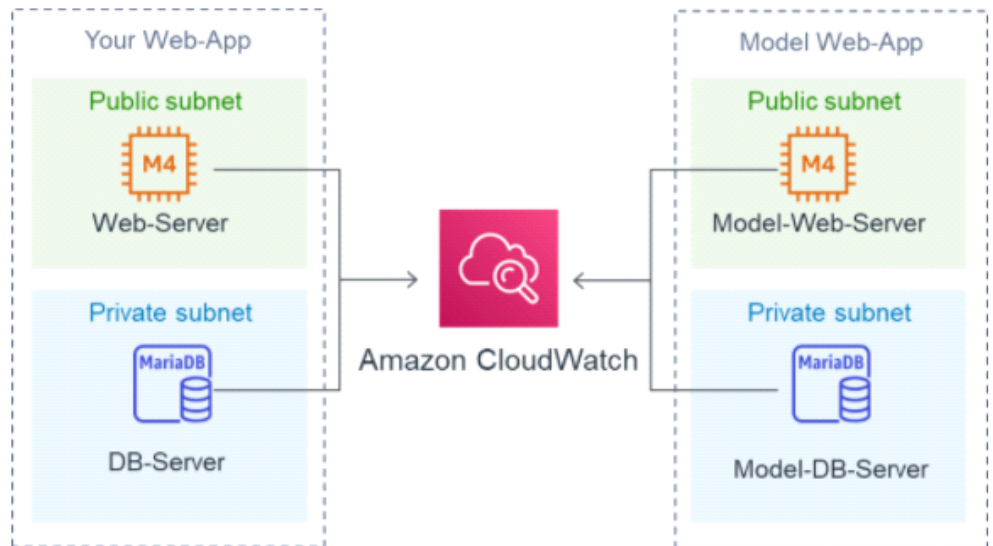 Your Web-App
Public subnet
M4
Web-Server
Private subnet
MariaDB
DB-Server
Amazon CloudWatch
Model Web-App
Public subnet
M4
Model-Web-Server
Private subnet
MariaDB
Model-DB-Server